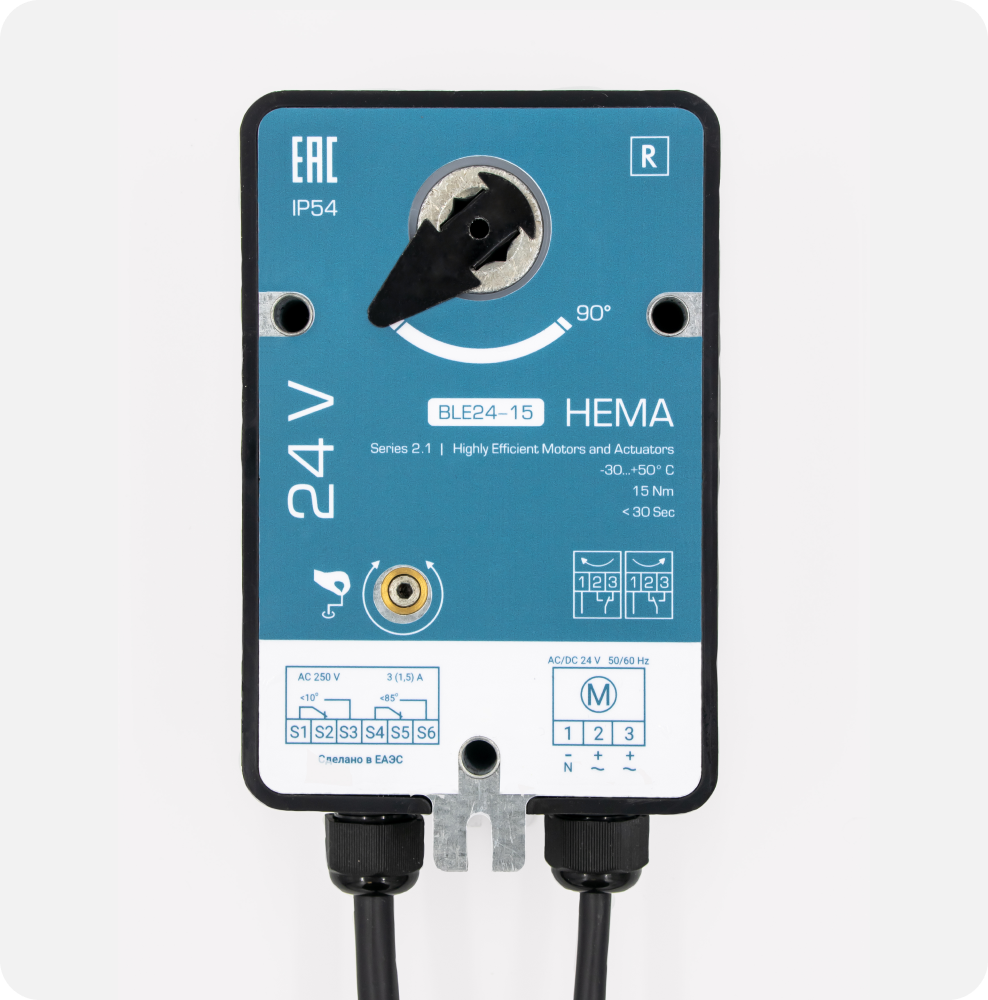 EAC
R
IP54
90°
24 V
BLE24-15 HEMA
Series 2.1 | Highly Efficient Motors and Actuators
-30...+50° C
15 Nm
< 30 Sec
1 2 3 1 2 3
AC/DC 24 V 50/60 Hz
AC 250 V 3 (1,5) A
<10° <85°
M
S1 S2 S3 S4 S5 S6
1 2 3
- + +
N ~ ~
Сделано в ЕАЭС